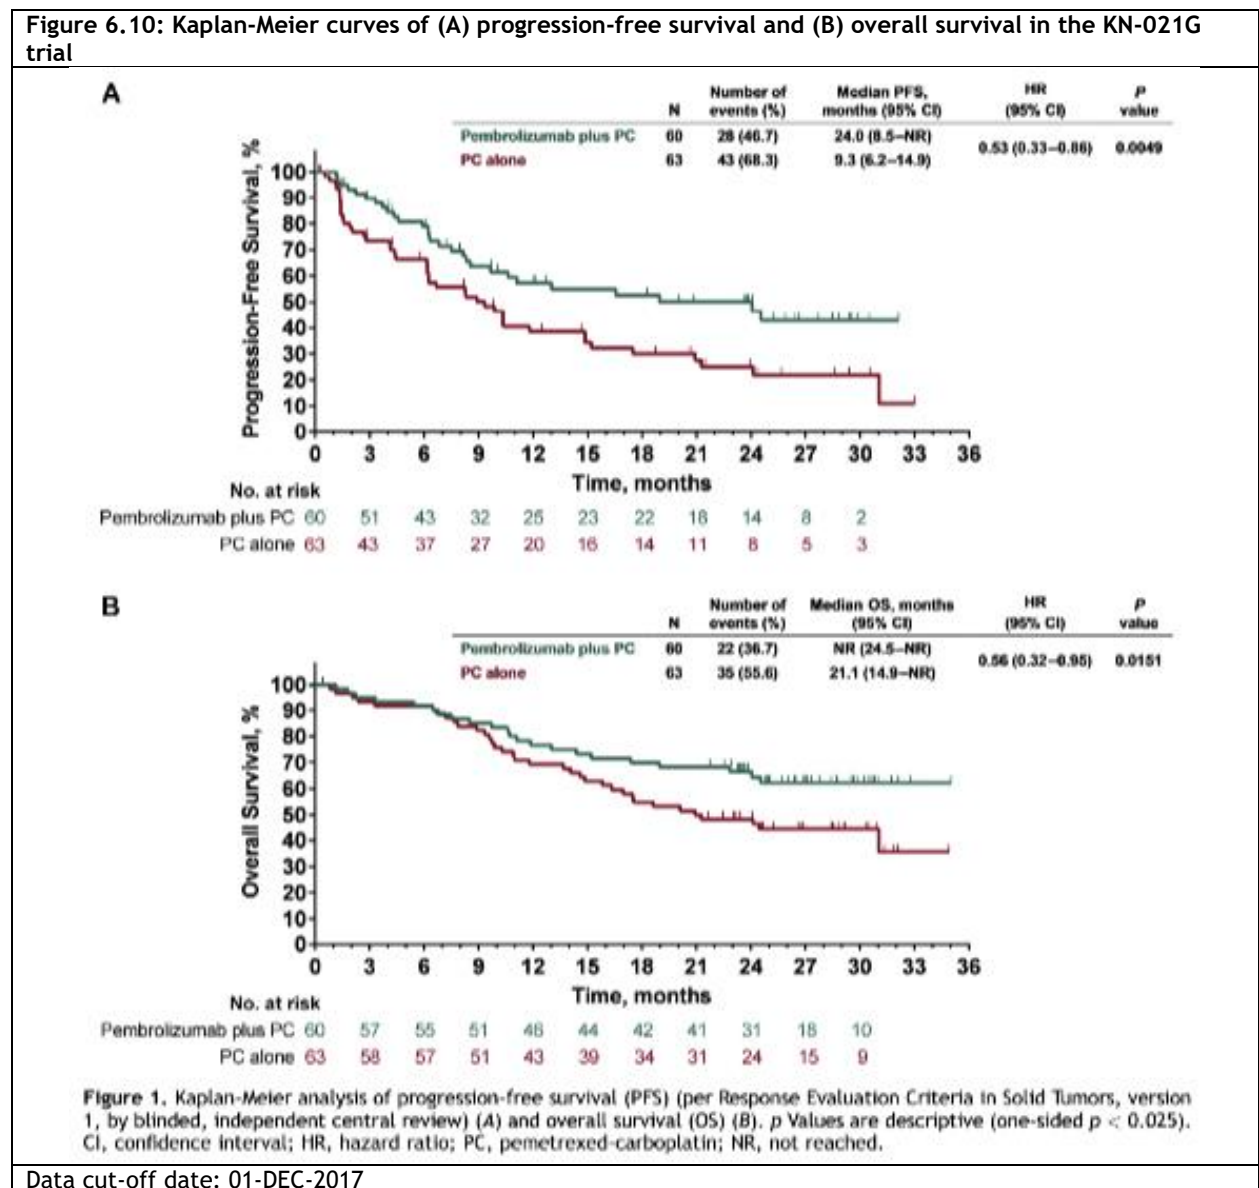 Figure 6.10: Kaplan-Meier curves of (A) progression-free survival and (B) overall survival in the KN-021G
trial
A
N Number of events (%) Median PFS, months (95% CI) HR (95% CI) P value
Pembrolizumab plus PC 60 28 (46.7) 24.0 (8.5–NR) 0.53 (0.33–0.86) 0.0049
PC alone 63 43 (68.3) 9.3 (6.2–14.9)
Progression-Free Survival, %
100
90
80
70
60
50
40
30
20
10
0
0 3 6 9 12 15 18 21 24 27 30 33 36
Time, months
No. at risk
Pembrolizumab plus PC 60 51 43 32 25 23 22 18 14 8 2
PC alone 63 43 37 27 20 16 14 11 8 5 3
B
N Number of events (%) Median OS, months (95% CI) HR (95% CI) P value
Pembrolizumab plus PC 60 22 (36.7) NR (24.5–NR) 0.56 (0.32–0.95) 0.0151
PC alone 63 35 (55.6) 21.1 (14.9–NR)
Overall Survival, %
100
90
80
70
60
50
40
30
20
10
0
0 3 6 9 12 15 18 21 24 27 30 33 36
Time, months
No. at risk
Pembrolizumab plus PC 60 57 55 51 46 44 42 41 31 18 10
PC alone 63 58 57 51 43 39 34 31 24 15 9
Figure 1. Kaplan-Meier analysis of progression-free survival (PFS) (per Response Evaluation Criteria in Solid Tumors, version
1, by blinded, independent central review) (A) and overall survival (OS) (B). p Values are descriptive (one-sided p < 0.025).
CI, confidence interval; HR, hazard ratio; PC, pemetrexed-carboplatin; NR, not reached.
Data cut-off date: 01-DEC-2017